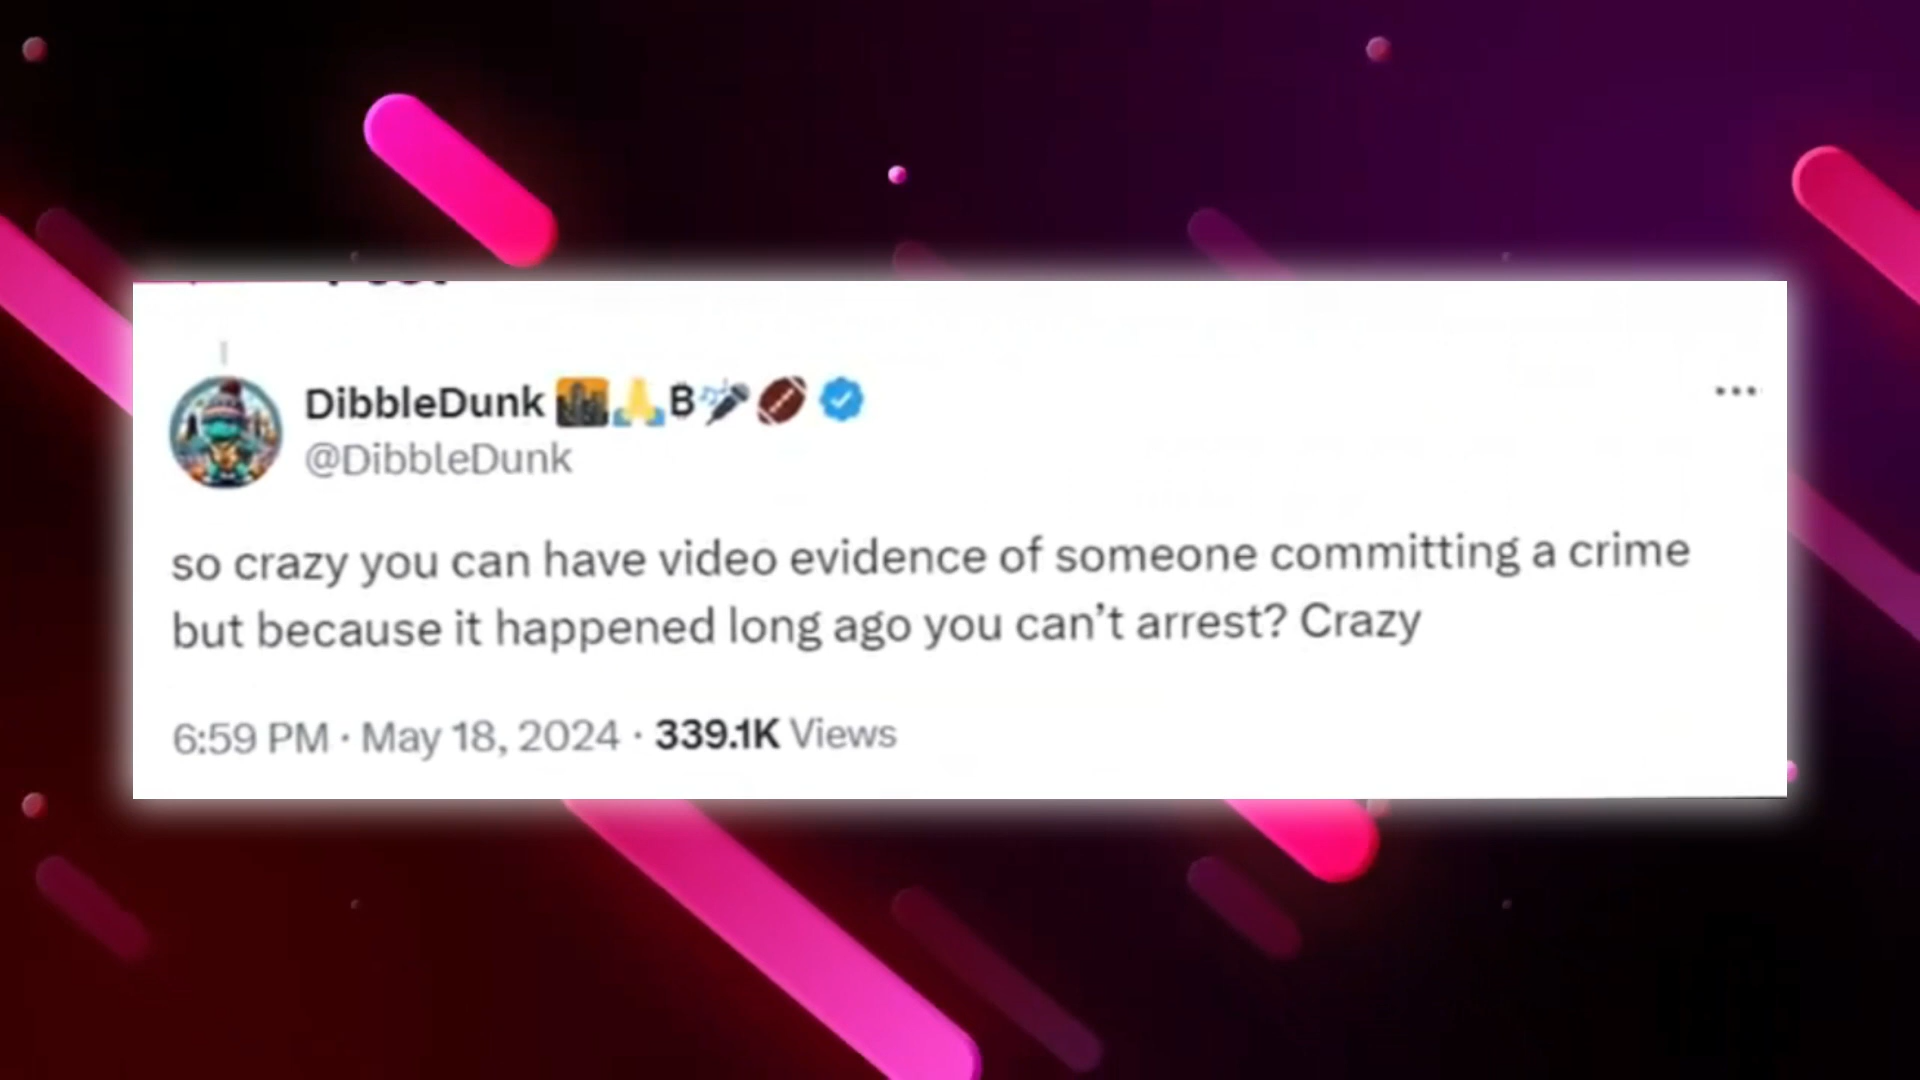 DibbleDunk 🌆🙏B🎤🏈
@DibbleDunk
so crazy you can have video evidence of someone committing a crime
but because it happened long ago you can’t arrest? Crazy
6:59 PM · May 18, 2024 · 339.1K Views